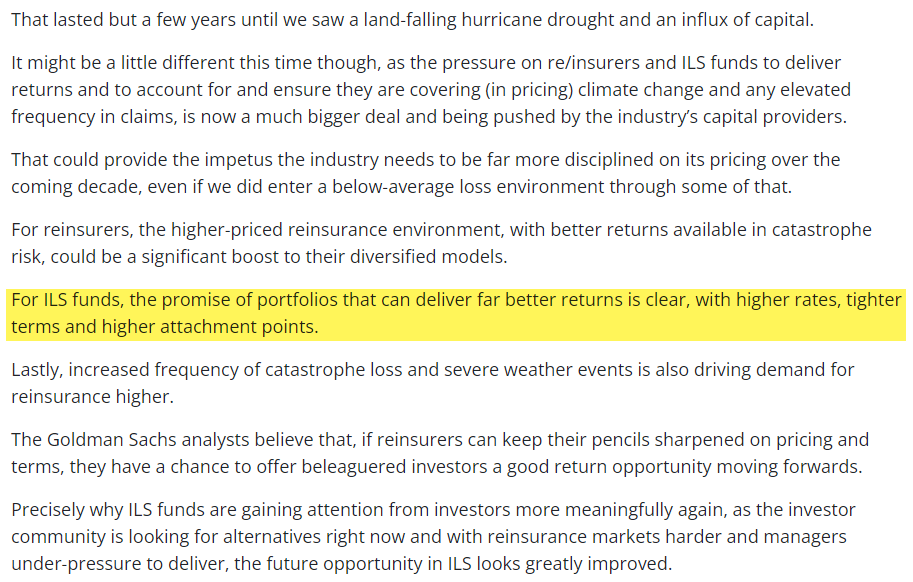 That lasted but a few years until we saw a land-falling hurricane drought and an influx of capital.
It might be a little different this time though, as the pressure on re/insurers and ILS funds to deliver
returns and to account for and ensure they are covering (in pricing) climate change and any elevated
frequency in claims, is now a much bigger deal and being pushed by the industry’s capital providers.
That could provide the impetus the industry needs to be far more disciplined on its pricing over the
coming decade, even if we did enter a below-average loss environment through some of that.
For reinsurers, the higher-priced reinsurance environment, with better returns available in catastrophe
risk, could be a significant boost to their diversified models.
For ILS funds, the promise of portfolios that can deliver far better returns is clear, with higher rates, tighter
terms and higher attachment points.
Lastly, increased frequency of catastrophe loss and severe weather events is also driving demand for
reinsurance higher.
The Goldman Sachs analysts believe that, if reinsurers can keep their pencils sharpened on pricing and
terms, they have a chance to offer beleaguered investors a good return opportunity moving forwards.
Precisely why ILS funds are gaining attention from investors more meaningfully again, as the investor
community is looking for alternatives right now and with reinsurance markets harder and managers
under-pressure to deliver, the future opportunity in ILS looks greatly improved.